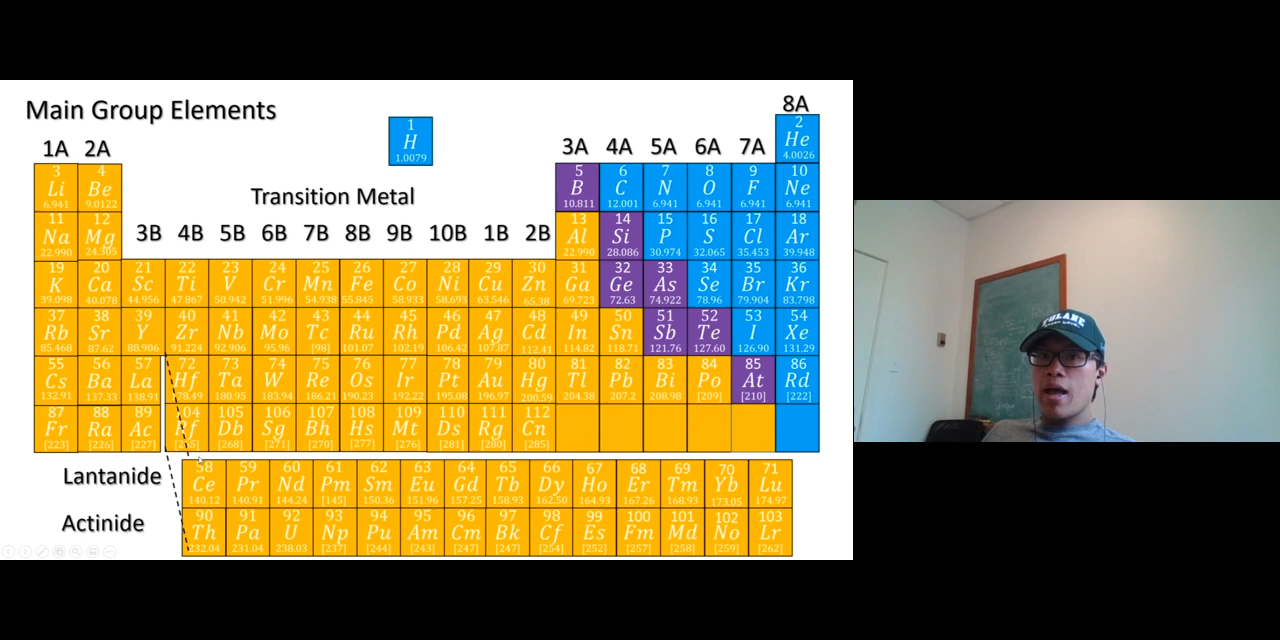 Main Group Elements
8A
1 2
H He
1.0079 4.0026
1A 2A 3A 4A 5A 6A 7A
3 4 5 6 7 8 9 10
Li Be B C N O F Ne
6.941 9.0122 10.811 12.001 6.941 6.941 6.941 6.941
Transition Metal
11 12 13 14 15 16 17 18
Na Mg Al Si P S Cl Ar
22.990 24.305 22.990 28.086 30.974 32.065 35.453 39.948
3B 4B 5B 6B 7B 8B 9B 10B 1B 2B
19 20 21 22 23 24 25 26 27 28 29 30 31 32 33 34 35 36
K Ca Sc Ti V Cr Mn Fe Co Ni Cu Zn Ga Ge As Se Br Kr
39.098 40.078 44.956 47.867 50.942 51.996 54.938 55.845 58.933 58.693 63.546 65.38 69.723 72.63 74.922 78.96 79.904 83.798
37 38 39 40 41 42 43 44 45 46 47 48 49 50 51 52 53 54
Rb Sr Y Zr Nb Mo Tc Ru Rh Pd Ag Cd In Sn Sb Te I Xe
85.468 87.62 88.906 91.224 92.906 95.96 [98] 101.07 102.19 106.42 107.87 112.41 114.82 118.71 121.76 127.60 126.90 131.29
55 56 57 72 73 74 75 76 77 78 79 80 81 82 83 84 85 86
Cs Ba La Hf Ta W Re Os Ir Pt Au Hg Tl Pb Bi Po At Rd
132.91 137.33 138.91 178.49 180.95 183.94 186.21 190.23 192.22 195.08 196.97 200.59 204.38 207.2 208.98 [209] [210] [222]
87 88 89 104 105 106 107 108 109 110 111 112
Fr Ra Ac Rf Db Sg Bh Hs Mt Ds Rg Cn
[223] [226] [227] [268] [271] [270] [277] [276] [281] [280] [285]
58 59 60 61 62 63 64 65 66 67 68 69 70 71
Lantanide Ce Pr Nd Pm Sm Eu Gd Tb Dy Ho Er Tm Yb Lu
140.12 140.91 144.24 [145] 150.36 151.96 157.25 158.93 162.50 164.93 167.26 168.93 173.05 174.97
90 91 92 93 94 95 96 97 98 99 100 101 102 103
Actinide Th Pa U Np Pu Am Cm Bk Cf Es Fm Md No Lr
232.04 231.04 238.03 [237] [244] [243] [247] [247] [254] [252] [257] [258] [259] [262]
TULANE